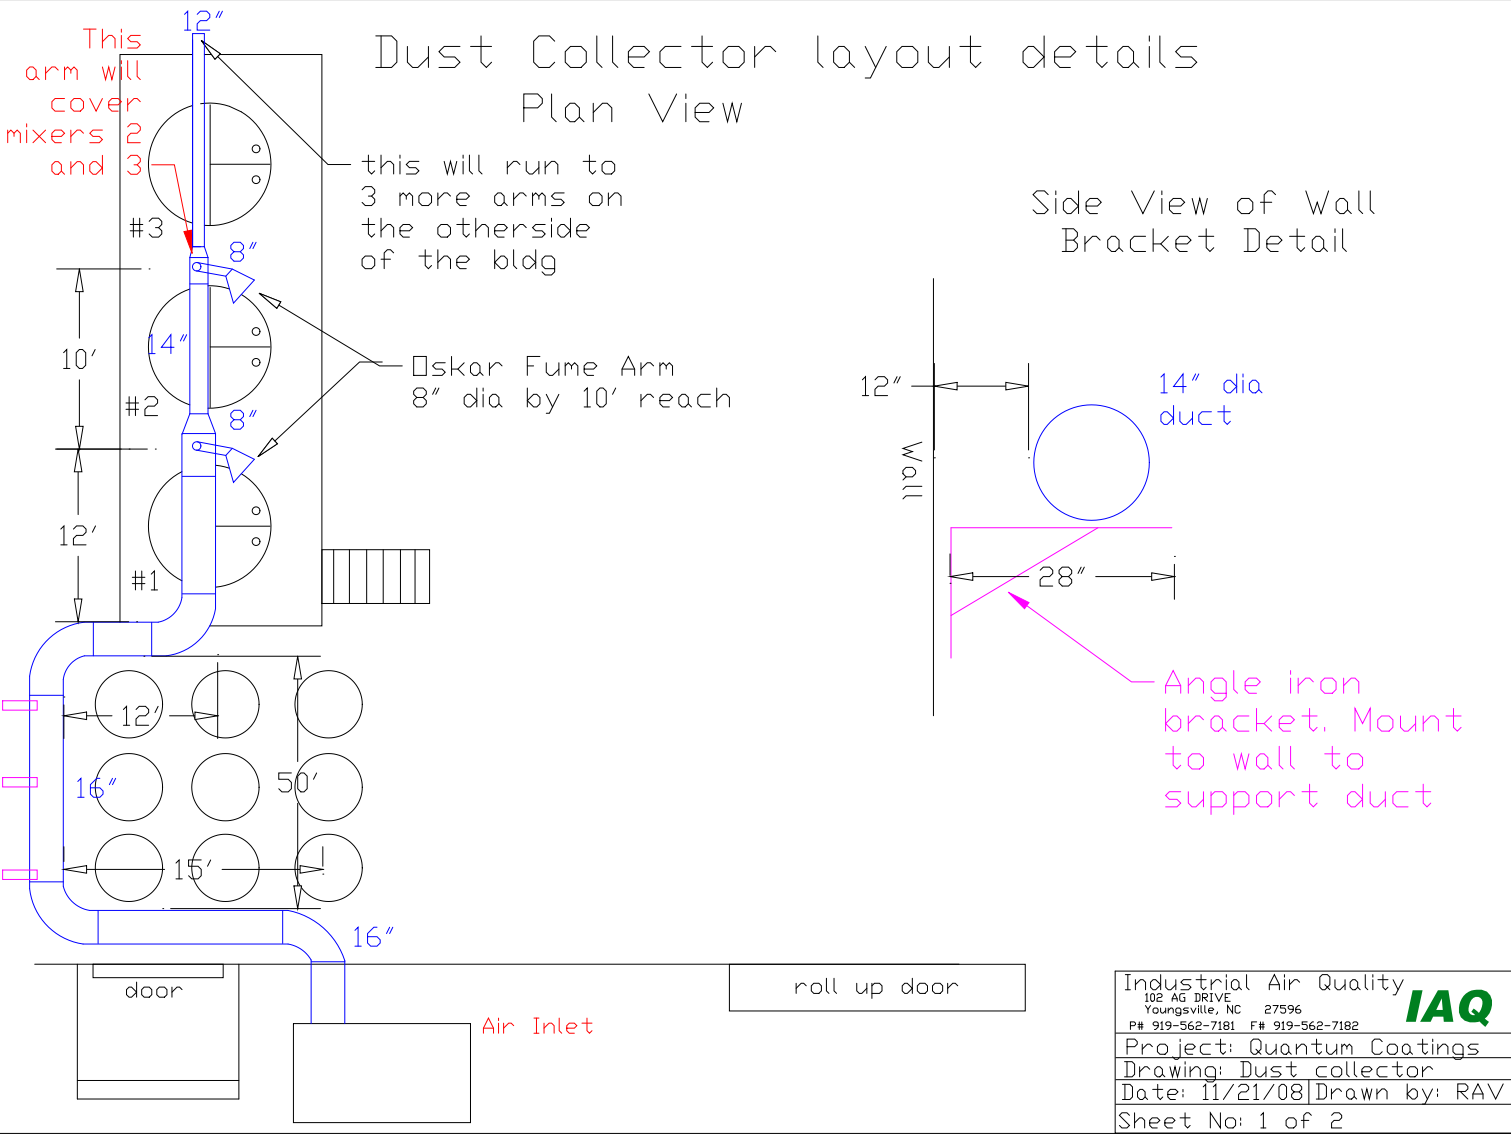 12"
This
arm will
cover
mixers 2
and 3
Dust Collector layout details
Plan View
this will run to
3 more arms on
the otherside
of the bldg
#3
8"
10'
14"
#2
8"
Oskar Fume Arm
8" dia by 10' reach
12'
#1
12'
16"
50'
15'
16"
door
Air Inlet
roll up door
Side View of Wall
Bracket Detail
12"
14" dia
duct
Wall
28"
Angle iron
bracket. Mount
to wall to
support duct
Industrial Air Quality
102 AG DRIVE
Youngsville, NC 27596
P# 919-562-7181 F# 919-562-7182
IAQ
Project: Quantum Coatings
Drawing: Dust collector
Date: 11/21/08 Drawn by: RAV
Sheet No: 1 of 2